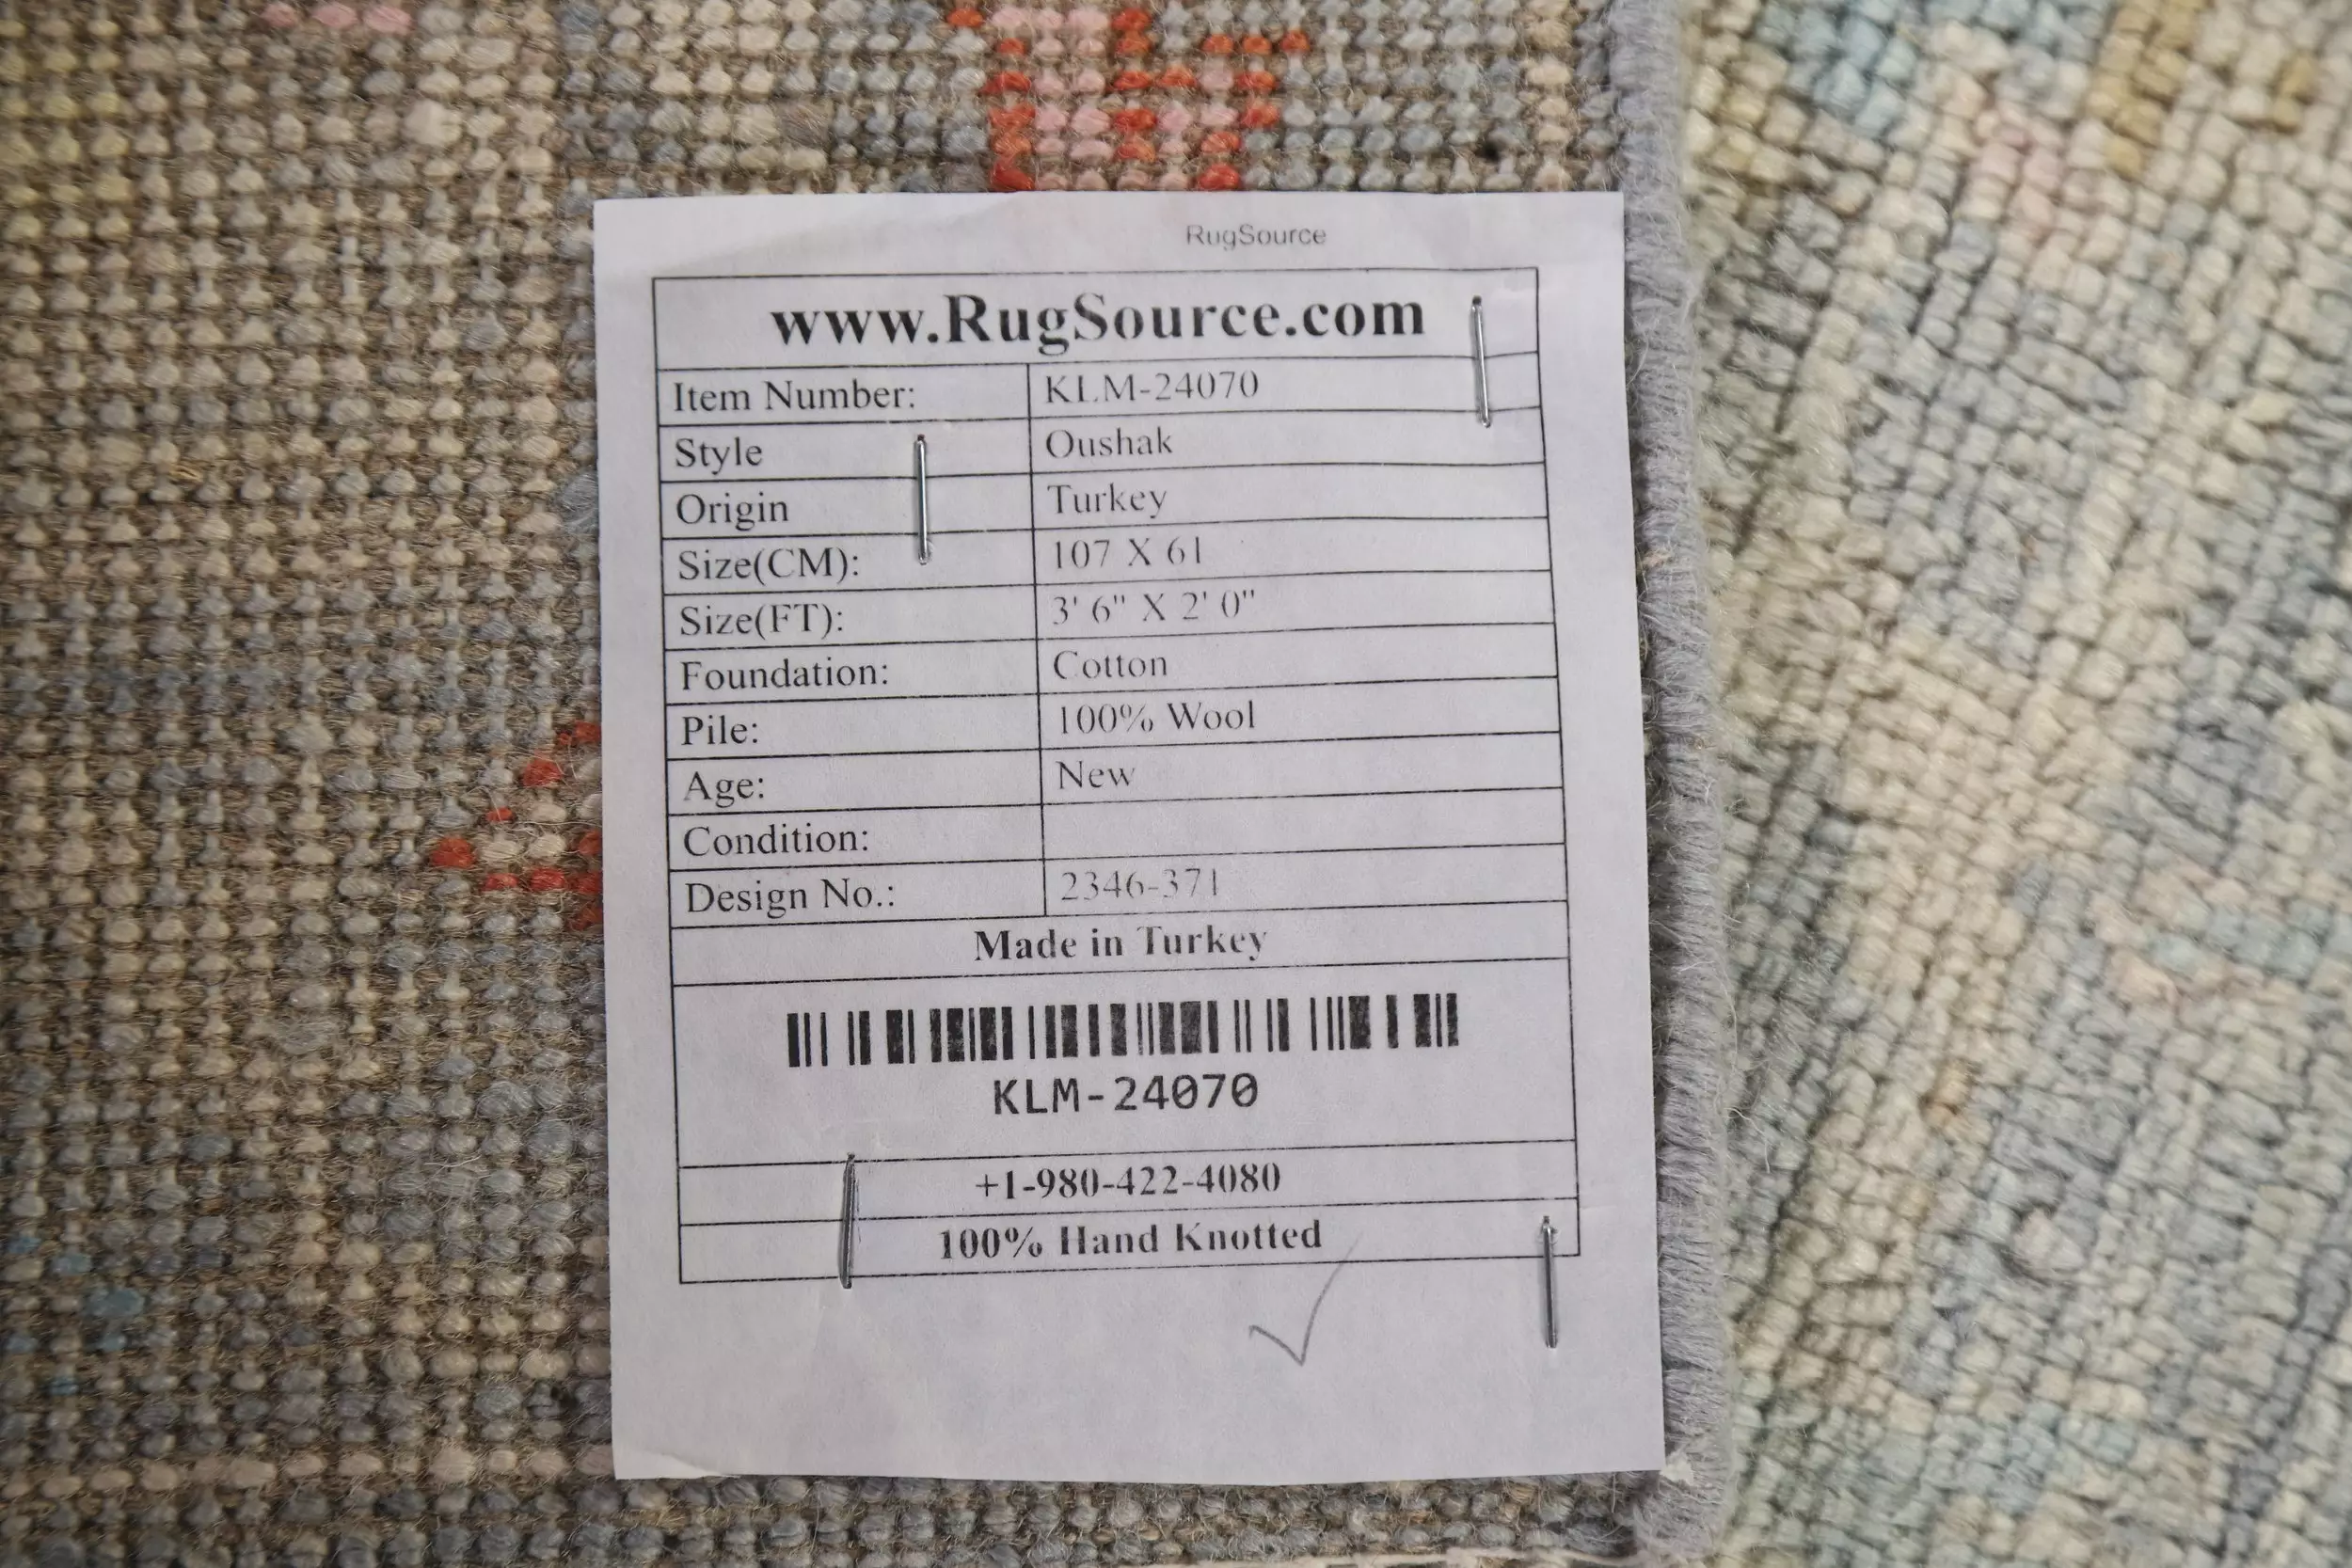 RugSource
www.RugSource.com
Item Number: KLM-24070
Style Oushak
Origin Turkey
Size(CM): 107 X 61
Size(FT): 3' 6" X 2' 0"
Foundation: Cotton
Pile: 100% Wool
Age: New
Condition:
Design No.: 2346-371
Made in Turkey
KLM-24070
+1-980-422-4080
100% Hand Knotted